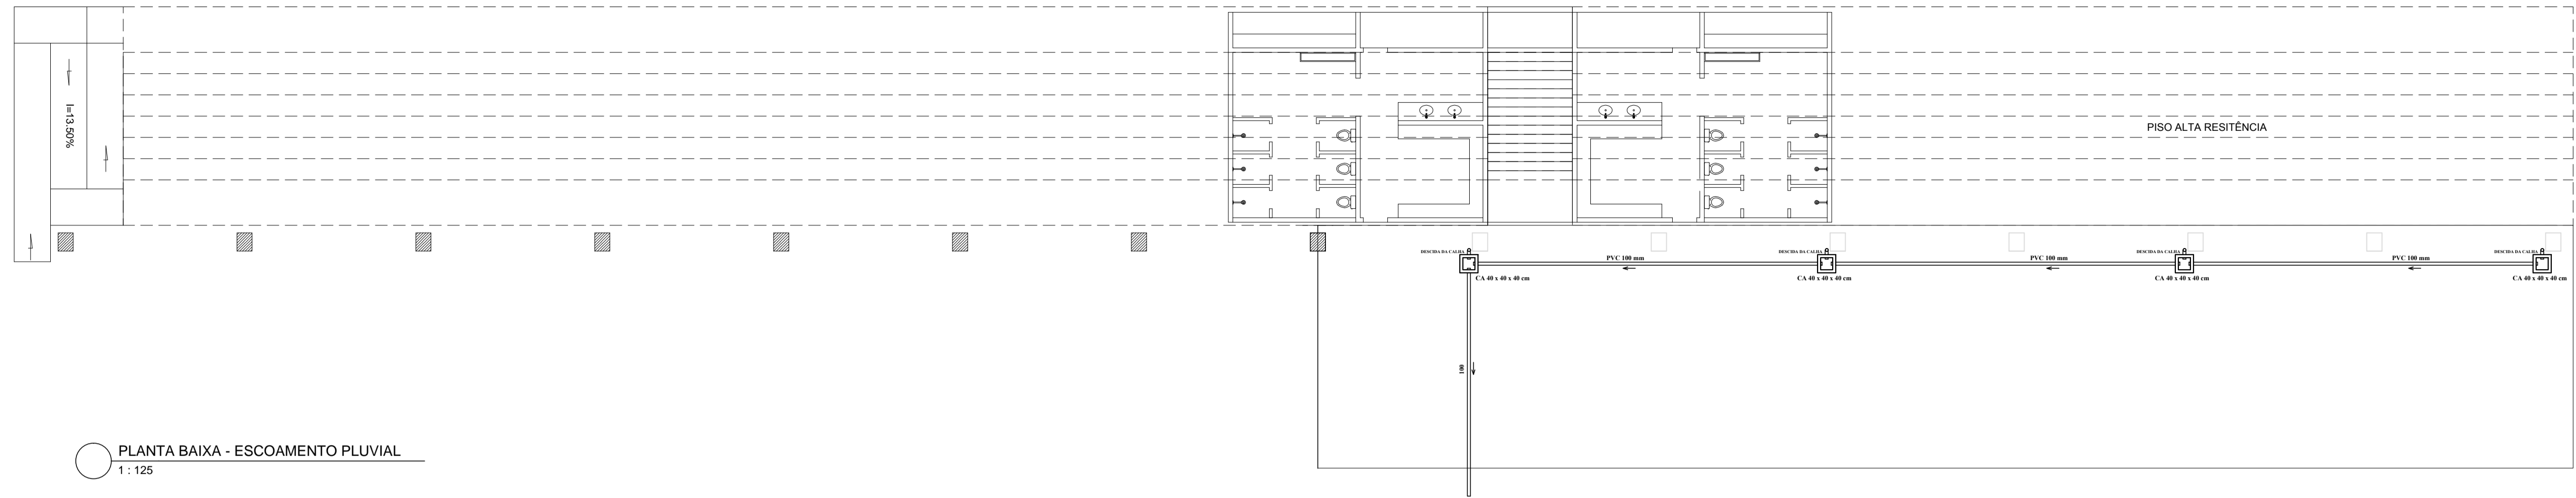 I=13.50%
PISO ALTA RESITÊNCIA
DESCIDA DA CALHA
DESCIDA DA CALHA
DESCIDA DA CALHA
DESCIDA DA CALHA
PVC 100 mm
PVC 100 mm
PVC 100 mm
CA 40 x 40 x 40 cm
CA 40 x 40 x 40 cm
CA 40 x 40 x 40 cm
CA 40 x 40 x 40 cm
100
PLANTA BAIXA - ESCOAMENTO PLUVIAL
1 : 125